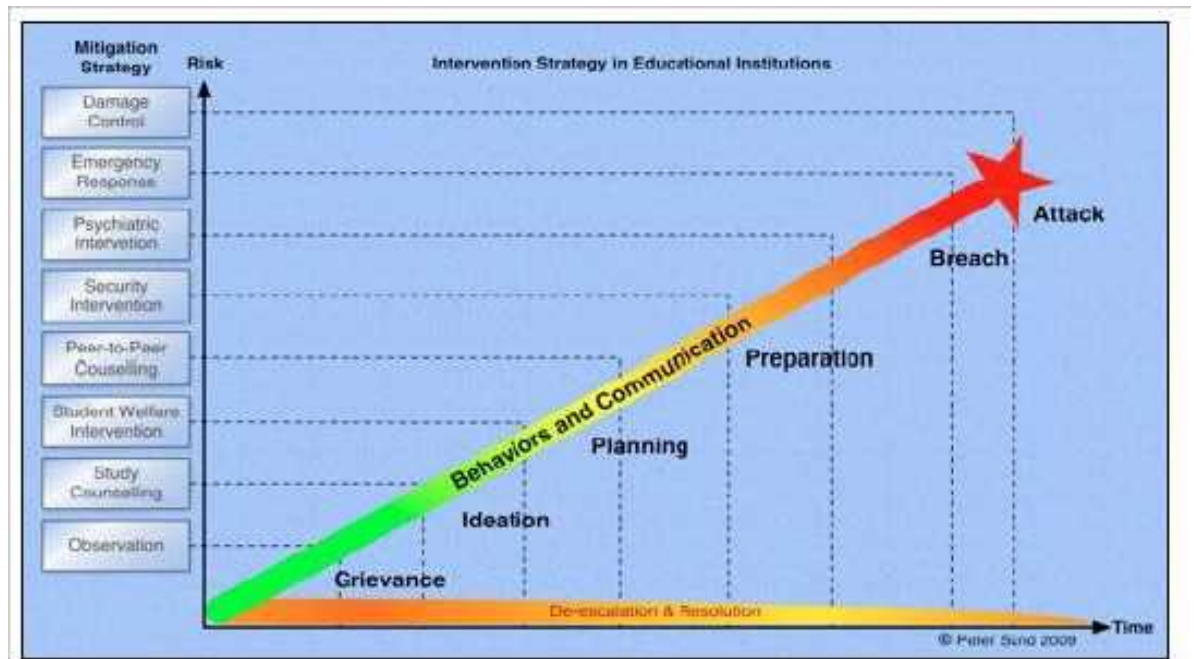 Mitigation
Strategy
Risk
Intervention Strategy in Educational Institutions
Damage
Control
Emergency
Response
Psychiatric
Intervetion
Security
Intervention
Peer-to-Peer
Couselling
Student Welfare
Intervention
Study
Counselling
Observation
Attack
Breach
Preparation
Behaviors and Communication
Planning
Ideation
Grievance
De-escalation & Resolution
Time
© Peter Sund 2009